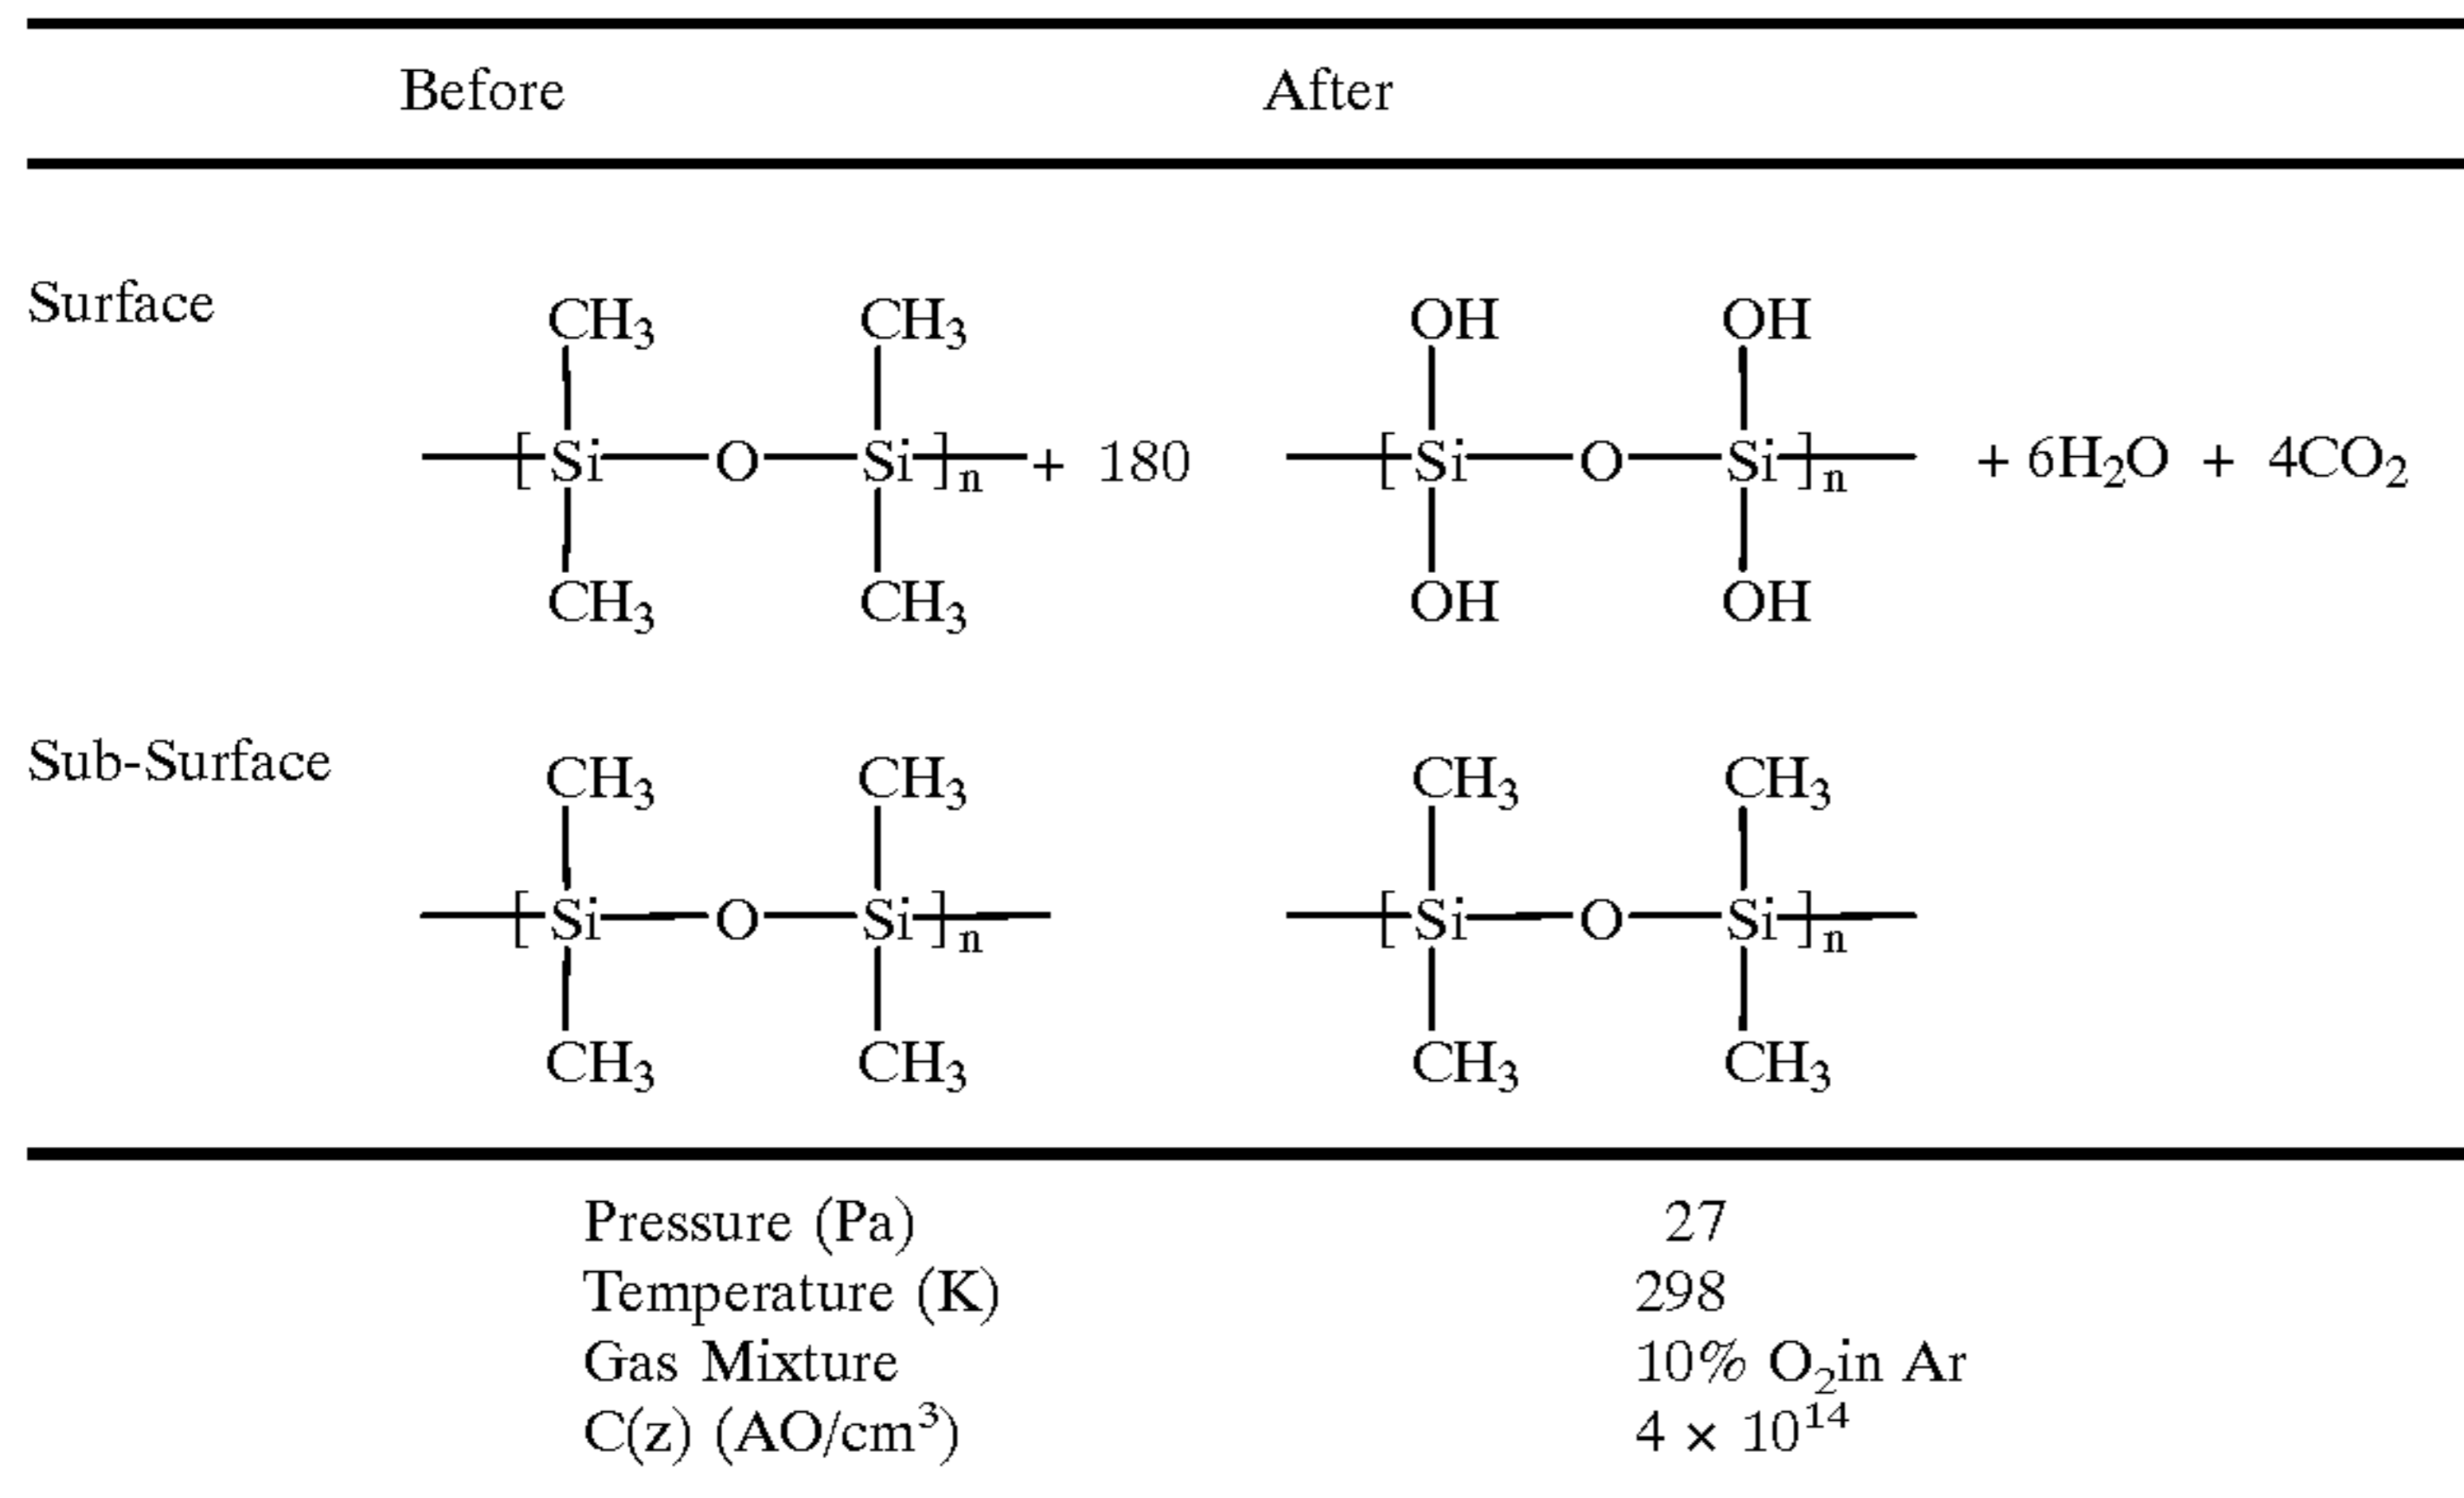 Before After
Surface
CH₃ CH₃ OH OH
[Si O Si]ₙ + 180 [Si O Si]ₙ + 6H₂O + 4CO₂
CH₃ CH₃ OH OH
Sub-Surface
CH₃ CH₃ CH₃ CH₃
[Si O Si]ₙ [Si O Si]ₙ
CH₃ CH₃ CH₃ CH₃
Pressure (Pa) 27
Temperature (K) 298
Gas Mixture 10% O₂in Ar
C(z) (AO/cm³) 4 × 10¹⁴